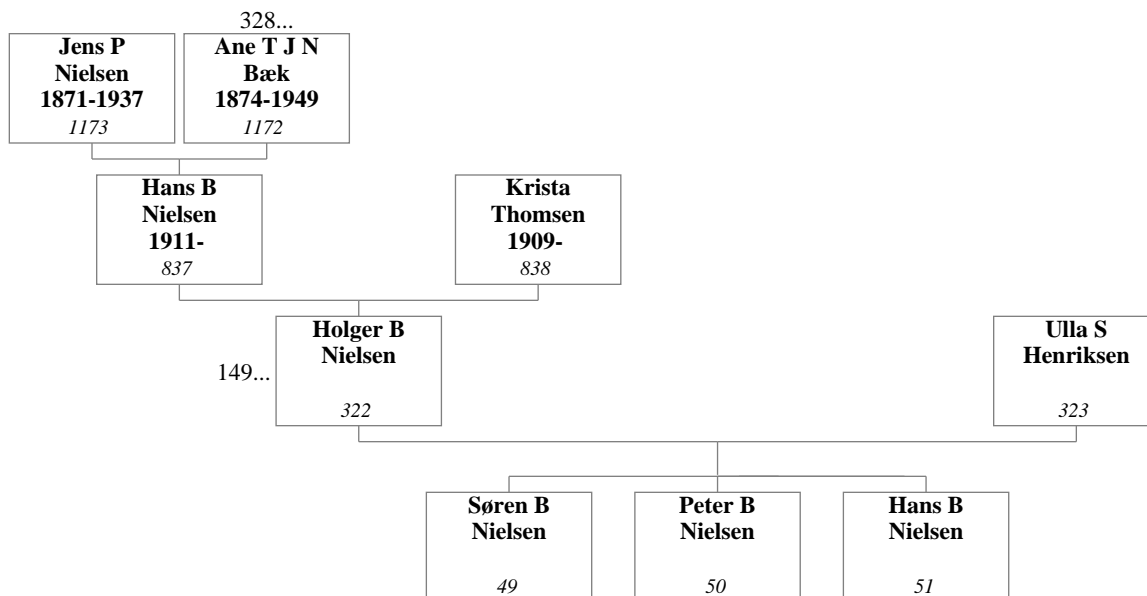 328...
Jens P
Nielsen
1871-1937
1173
Ane T J N
Bæk
1874-1949
1172
Hans B
Nielsen
1911-
837
Krista
Thomsen
1909-
838
149...
Holger B
Nielsen
322
Ulla S
Henriksen
323
Søren B
Nielsen
49
Peter B
Nielsen
50
Hans B
Nielsen
51